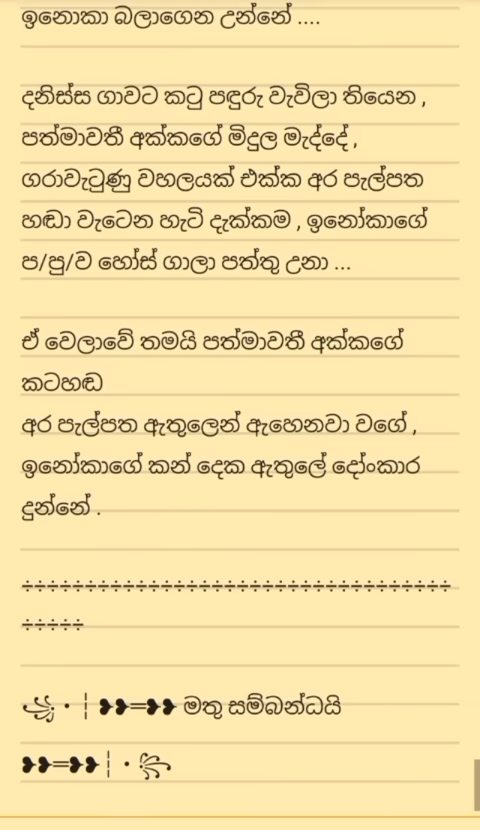 ඉනොකා බලාගෙන උන්නේ ....
දනිස්ස ගාවට කටු පඳුරු වැවිලා තියෙන ,
පත්මාවතී අක්කගේ මිදුල මැද්දේ ,
ගරාවැටුණු වහලයක් එක්ක අර පැල්පත
හඬා වැටෙන හැටි දැක්කම , ඉනෝකාගේ
ප/පු/ව හෝස් ගාලා පත්තු උනා ...
ඒ වෙලාවේ තමයි පත්මාවතී අක්කගේ
කටහඬ
අර පැල්පත ඇතුලෙන් ඇහෙනවා වගේ ,
ඉනෝකාගේ කන් දෙක ඇතුලේ දෝංකාර
දුන්නේ .
÷÷÷÷÷÷÷÷÷÷÷÷÷÷÷÷÷÷÷÷÷÷÷÷÷÷÷÷÷÷÷÷÷÷
÷÷÷÷÷
꧁ • ┆ ❥❥═❥❥ මතු සම්බන්ධයි
❥❥═❥❥ ┆ • ꧂